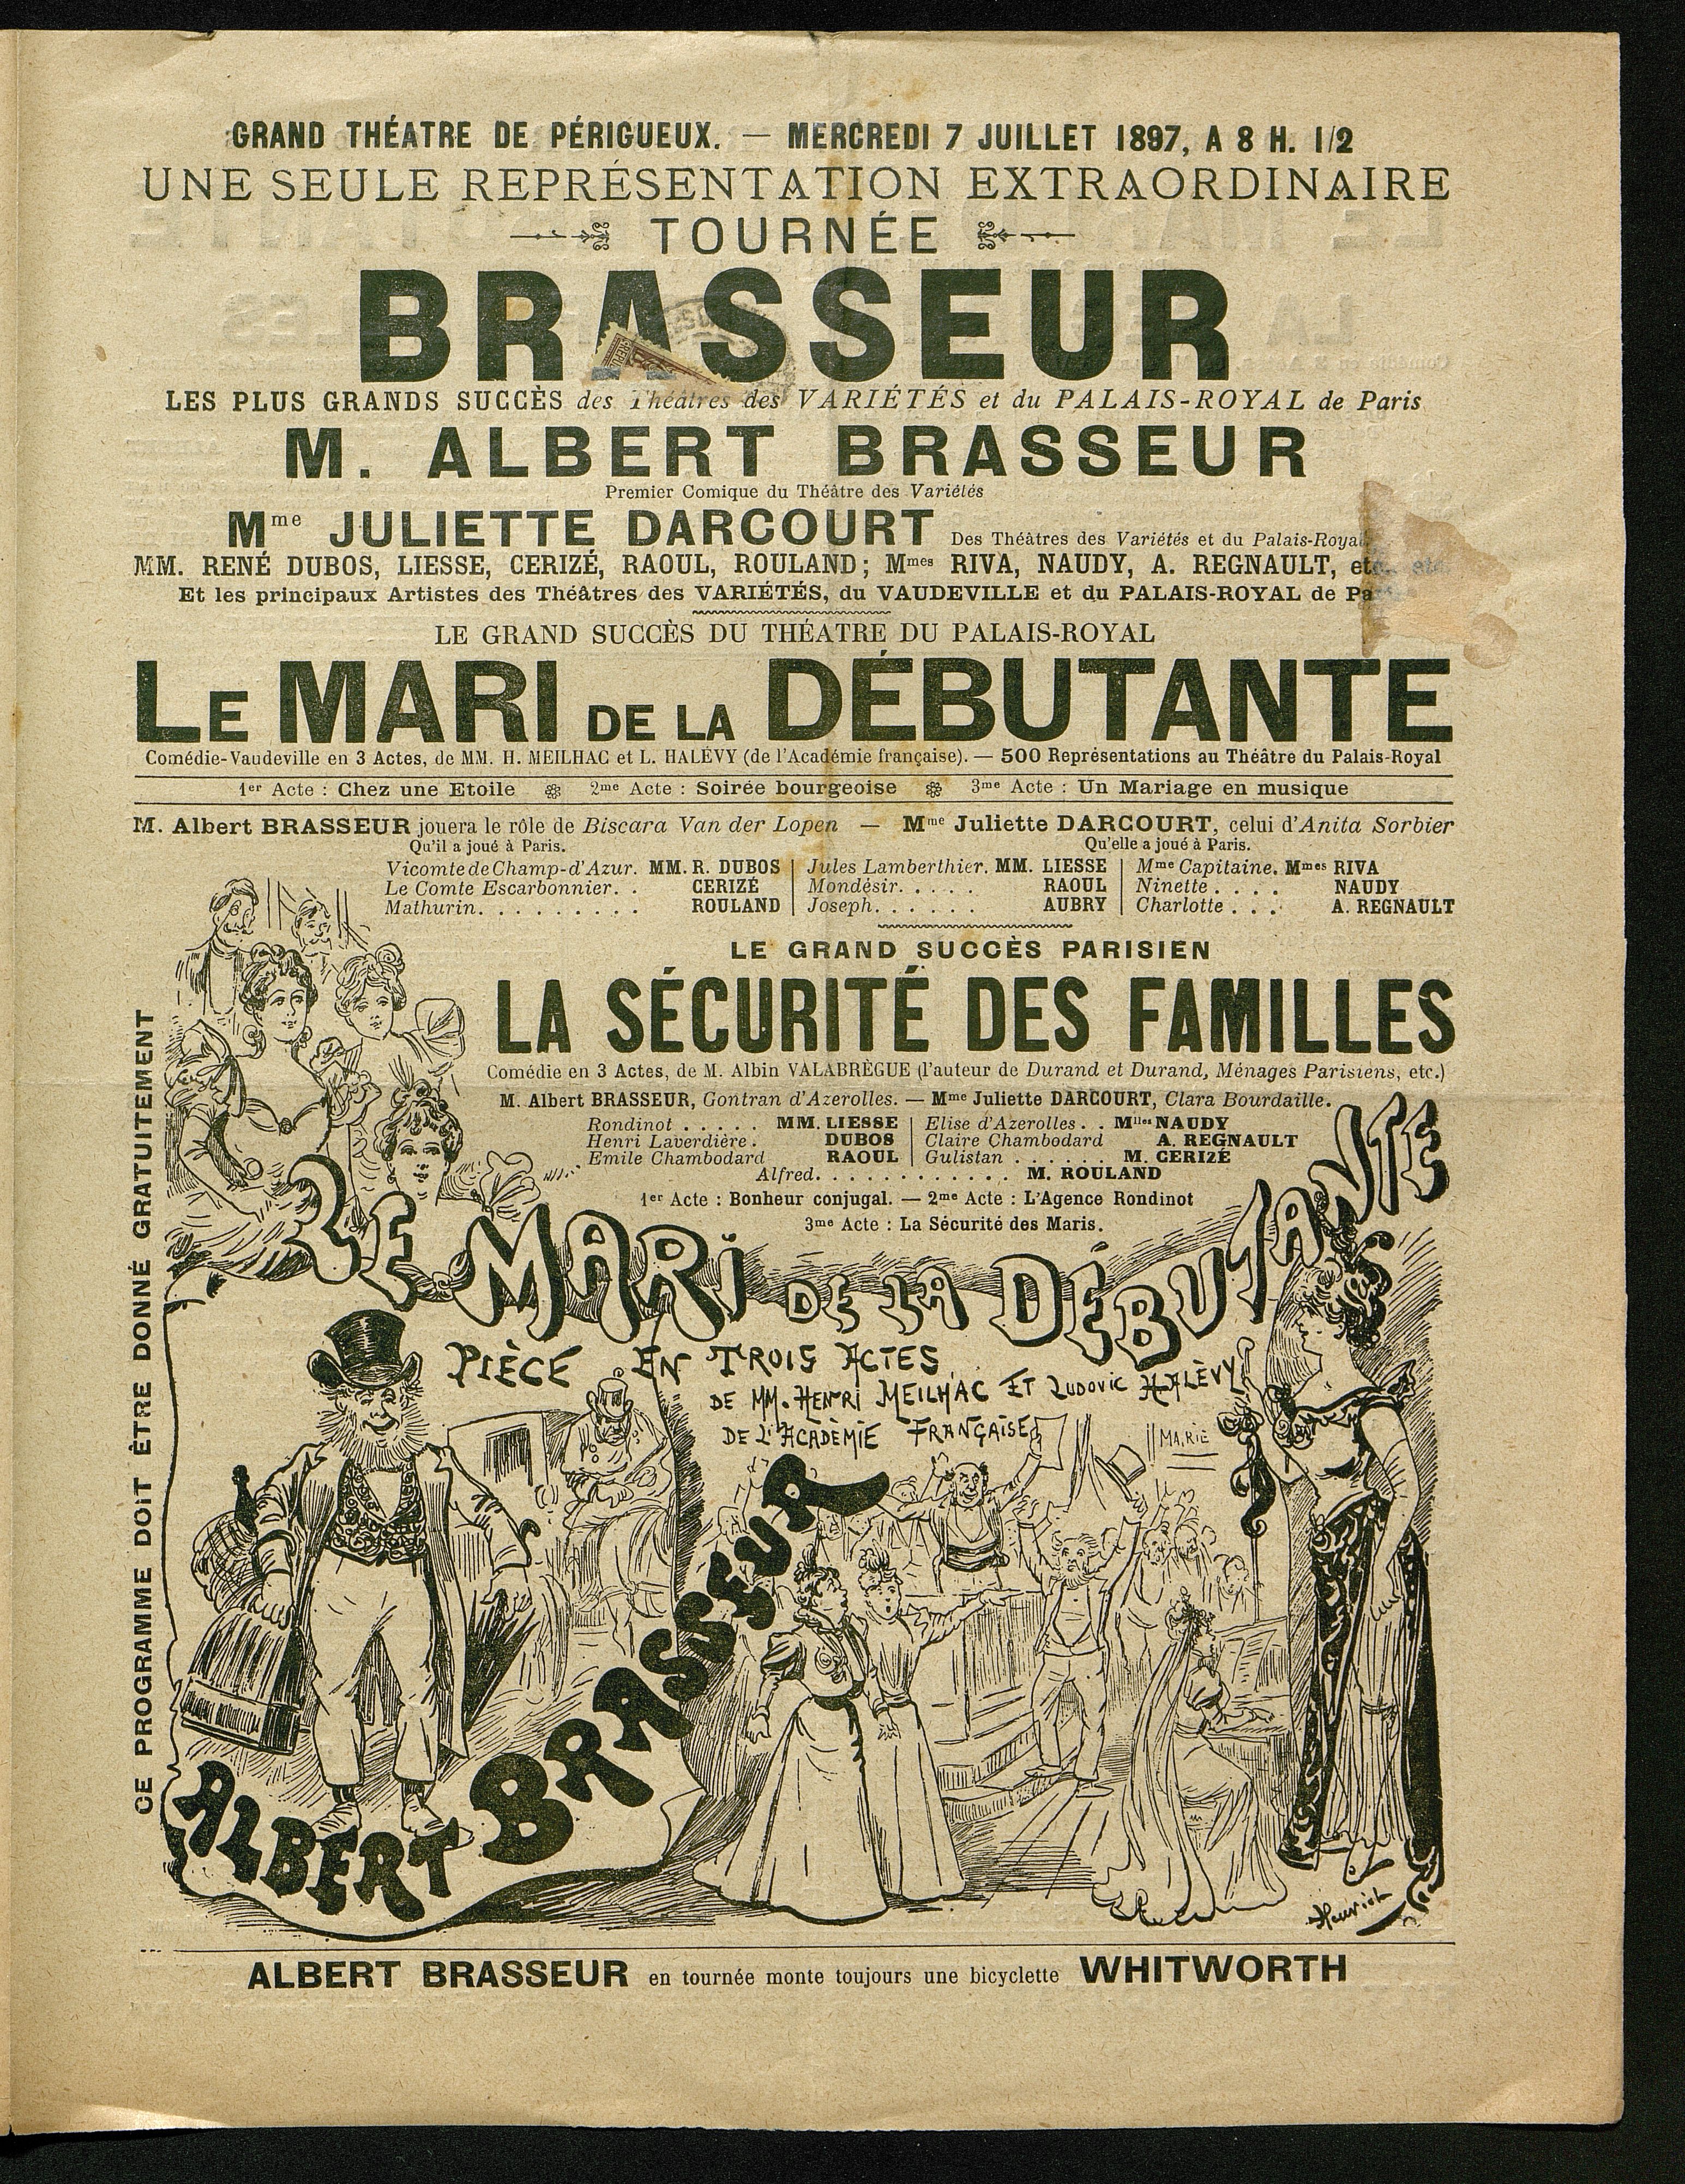 GRAND THÉATRE DE PÉRIGUEUX. — MERCREDI 7 JUILLET 1897, A 8 H. 1/2
UNE SEULE REPRÉSENTATION EXTRAORDINAIRE
TOURNÉE
BRASSEUR
LES PLUS GRANDS SUCCÈS des Théâtres des VARIÉTÉS et du PALAIS-ROYAL de Paris
M. ALBERT BRASSEUR
Premier Comique du Théâtre des Variétés
Mme JULIETTE DARCOURT Des Théâtres des Variétés et du Palais-Royal
MM. RENÉ DUBOS, LIESSE, CERIZÉ, RAOUL, ROULAND; Mmes RIVA, NAUDY, A. REGNAULT, etc., etc.
Et les principaux Artistes des Théâtres des VARIÉTÉS, du VAUDEVILLE et du PALAIS-ROYAL de
LE GRAND SUCCÈS DU THÉATRE DU PALAIS-ROYAL
LE MARI DE LA DÉBUTANTE
Comédie-Vaudeville en 3 Actes, de MM. H. MEILHAC et L. HALÉVY (de l'Académie française). — 500 Représentations au Théâtre du Palais-Royal
1er Acte : Chez une Etoile 2me Acte : Soirée bourgeoise 3me Acte : Un Mariage en musique
M. Albert BRASSEUR jouera le rôle de Biscara Van der Lopen — Mme Juliette DARCOURT, celui d'Anita Sorbier
Qu'il a joué à Paris. Qu'elle a joué à Paris.
Vicomte de Champ-d'Azur. MM. R. DUBOS | Jules Lamberthier. MM. LIESSE | Mme Capitaine. Mmes RIVA
Le Comte Escarbonnier. . CERIZÉ | Mondésir. . . . . RAOUL | Ninette . . . . NAUDY
Mathurin. . . . . . . . . ROULAND | Joseph. . . . . . AUBRY | Charlotte . . . A. REGNAULT
LE GRAND SUCCÈS PARISIEN
LA SÉCURITÉ DES FAMILLES
Comédie en 3 Actes, de M. Albin VALABRÈGUE (l'auteur de Durand et Durand, Ménages Parisiens, etc.)
M. Albert BRASSEUR, Gontran d'Azerolles. — Mme Juliette DARCOURT, Clara Bourdaille.
Rondinot . . . . . MM. LIESSE | Elise d'Azerolles . . Mlles NAUDY
Henri Laverdière . DUBOS | Claire Chambodard A. REGNAULT
Emile Chambodard RAOUL | Gulistan . . . . . . M. CERIZÉ
Alfred. . . . . . . . . . . . M. ROULAND
1er Acte : Bonheur conjugal. — 2me Acte : L'Agence Rondinot
3me Acte : La Sécurité des Maris.
CE PROGRAMME DOIT ÊTRE DONNÉ GRATUITEMENT
LE MARI DE LA DÉBUTANTE
PIÈCE EN TROIS ACTES
DE MM. HENRI MEILHAC ET LUDOVIC HALÈVY
DE L'ACADÈMIE FRANÇAISE
MARIÉ
ALBERT BRASSEUR
Heurich
ALBERT BRASSEUR en tournée monte toujours une bicyclette WHITWORTH